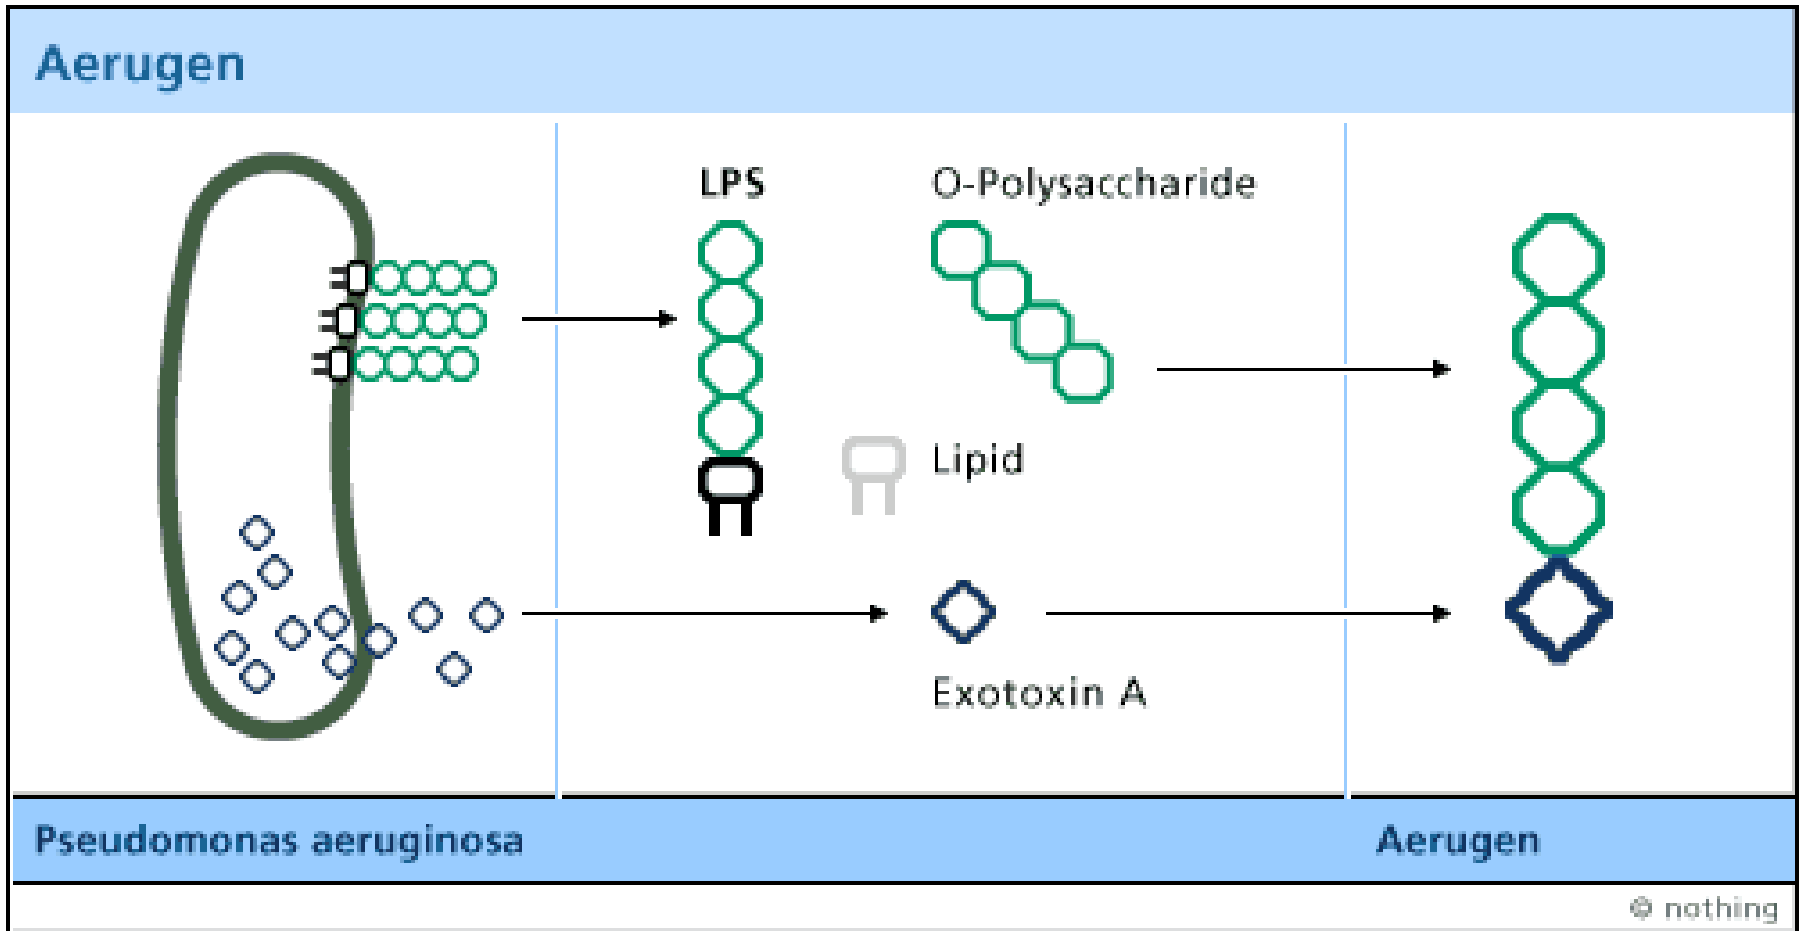 Aerugen
LPS
O-Polysaccharide
Lipid
Exotoxin A
Pseudomonas aeruginosa
Aerugen
© nothing